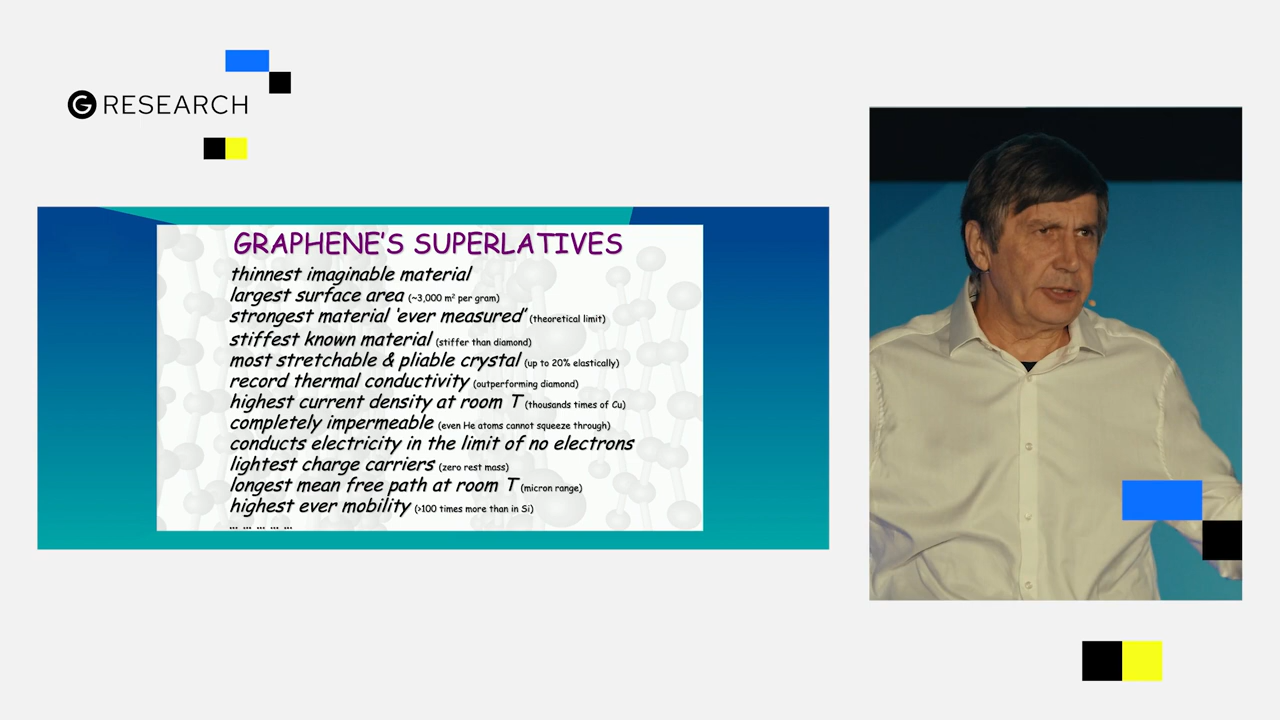 G RESEARCH
GRAPHENE'S SUPERLATIVES
thinnest imaginable material
largest surface area (~3,000 m² per gram)
strongest material 'ever measured' (theoretical limit)
stiffest known material (stiffer than diamond)
most stretchable & pliable crystal (up to 20% elastically)
record thermal conductivity (outperforming diamond)
highest current density at room T (thousands times of Cu)
completely impermeable (even He atoms cannot squeeze through)
conducts electricity in the limit of no electrons
lightest charge carriers (zero rest mass)
longest mean free path at room T (micron range)
highest ever mobility (>100 times more than in Si)
... ... ... ... ...